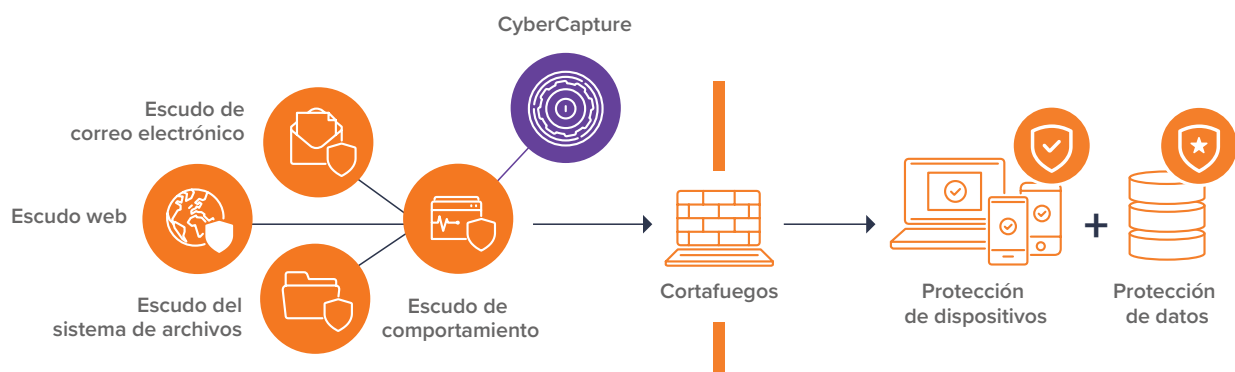 CyberCapture
Escudo de
correo electrónico
Escudo web
Escudo del
sistema de archivos
Escudo de
comportamiento
Cortafuegos
Protección
de dispositivos
Protección
de datos